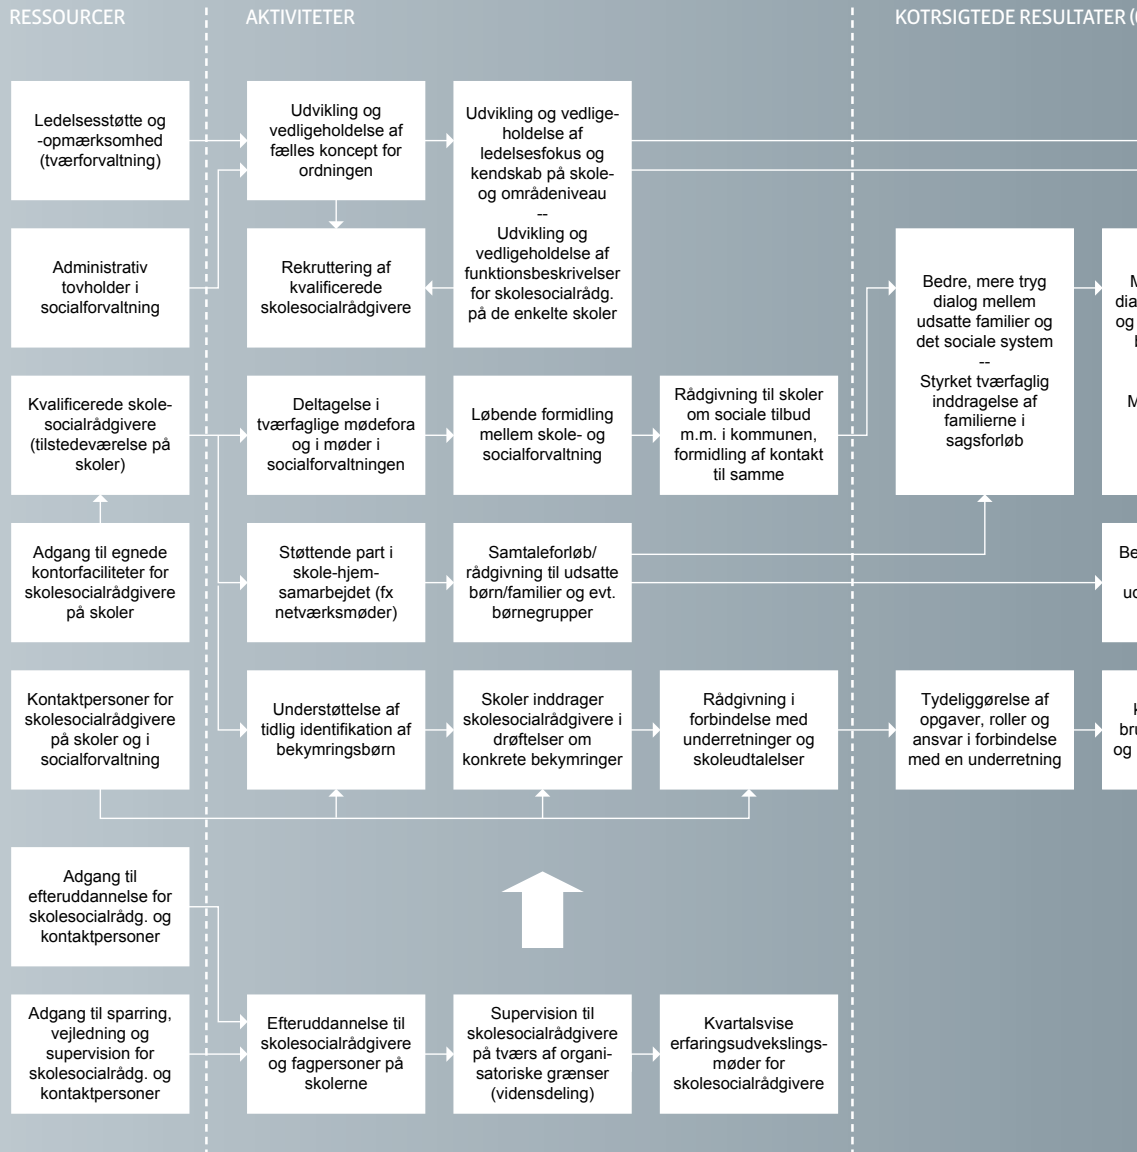 RESSOURCER
AKTIVITETER
KOTRSIGTEDE RESULTATER
Ledelsesstøtte og
-opmærksomhed
(tværforvaltning)
Udvikling og
vedligeholdelse af
fælles koncept for
ordningen
Udvikling og vedlige-
holdelse af
ledelsesfokus og
kendskab på skole-
og områdeniveau
--
Udvikling og
vedligeholdelse af
funktionsbeskrivelser
for skolesocialrådg.
på de enkelte skoler
Administrativ
tovholder i
socialforvaltning
Rekruttering af
kvalificerede
skolesocialrådgivere
Bedre, mere tryg
dialog mellem
udsatte familier og
det sociale system
--
Styrket tværfaglig
inddragelse af
familierne i
sagsforløb
og
Kvalificerede skole-
socialrådgivere
(tilstedeværelse på
skoler)
Deltagelse i
tværfaglige mødefora
og i møder i
socialforvaltningen
Løbende formidling
mellem skole- og
socialforvaltning
Rådgivning til skoler
om sociale tilbud
m.m. i kommunen,
formidling af kontakt
til samme
Adgang til egnede
kontorfaciliteter for
skolesocialrådgivere
på skoler
Støttende part i
skole-hjem-
samarbejdet (fx
netværksmøder)
Samtaleforløb/
rådgivning til udsatte
børn/familier og evt.
børnegrupper
Kontaktpersoner for
skolesocialrådgivere
på skoler og i
socialforvaltning
Understøttelse af
tidlig identifikation af
bekymringsbørn
Skoler inddrager
skolesocialrådgivere i
drøftelser om
konkrete bekymringer
Rådgivning i
forbindelse med
underretninger og
skoleudtalelser
Tydeliggørelse af
opgaver, roller og
ansvar i forbindelse
med en underretning
og
Adgang til
efteruddannelse for
skolesocialrådg. og
kontaktpersoner
Adgang til sparring,
vejledning og
supervision for
skolesocialrådg. og
kontaktpersoner
Efteruddannelse til
skolesocialrådgivere
og fagpersoner på
skolerne
Supervision til
skolesocialrådgivere
på tværs af organi-
satoriske grænser
(vidensdeling)
Kvartalsvise
erfaringsudvekslings-
møder for
skolesocialrådgivere